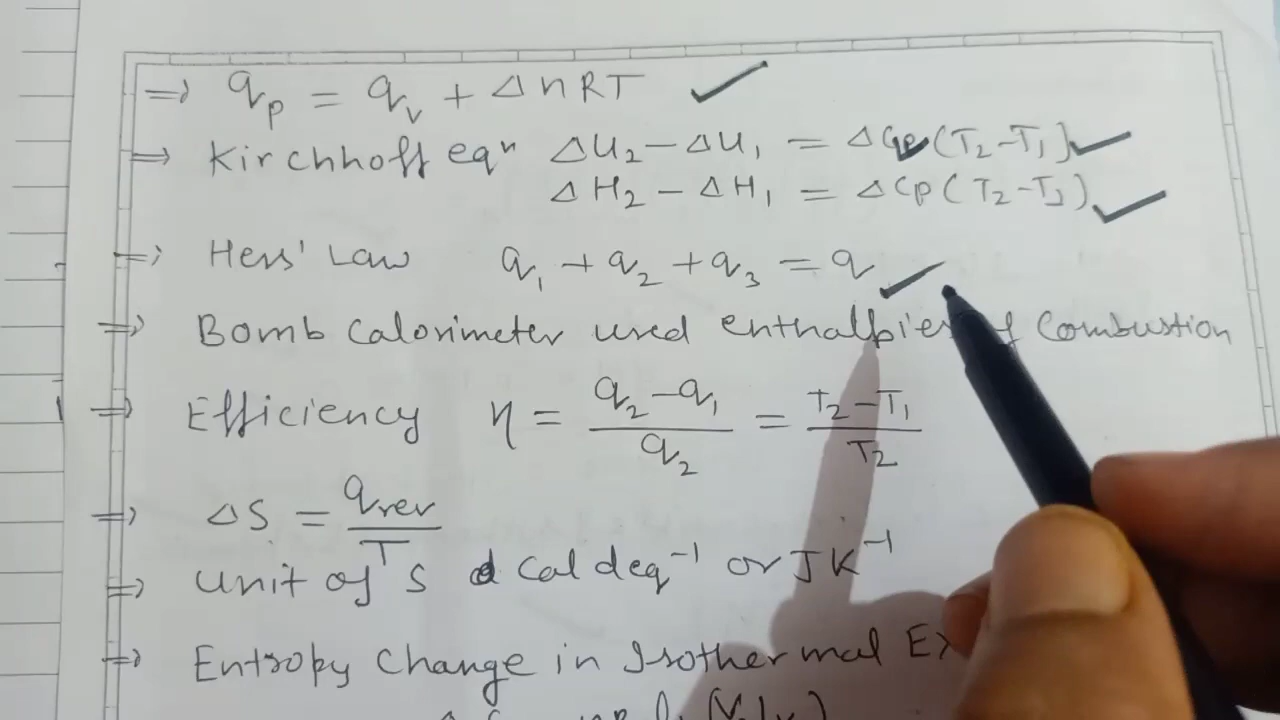 => qp = qv + ΔnRT ✓
=> Kirchhoff eqn ΔU2 - ΔU1 = ΔCv (T2-T1) ✓
ΔH2 - ΔH1 = ΔCp (T2-T1) ✓
=> Hess' Law q1 + q2 + q3 = q ✓
=> Bomb Calorimeter used enthalpies of Combustion
=> Efficiency η = (q2 - q1)/q2 = (T2 - T1)/T2
=> ΔS = qrev/T
=> unit of S Cal deg-1 or JK-1
=> Entropy Change in Isothermal